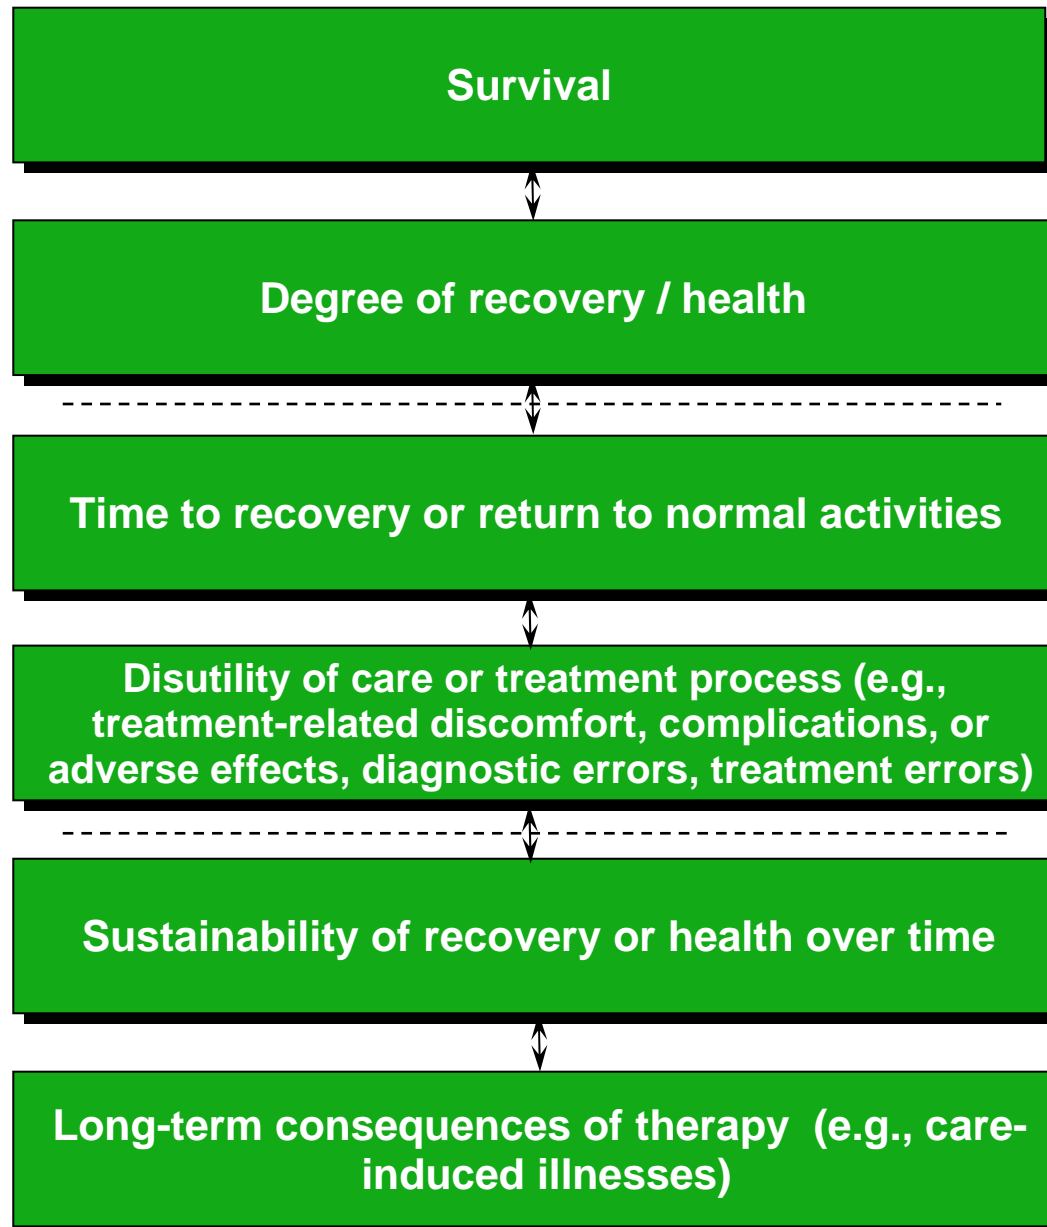 Survival
Degree of recovery / health
Time to recovery or return to normal activities
Disutility of care or treatment process (e.g.,
treatment-related discomfort, complications, or
adverse effects, diagnostic errors, treatment errors)
Sustainability of recovery or health over time
Long-term consequences of therapy  (e.g., care-
induced illnesses)